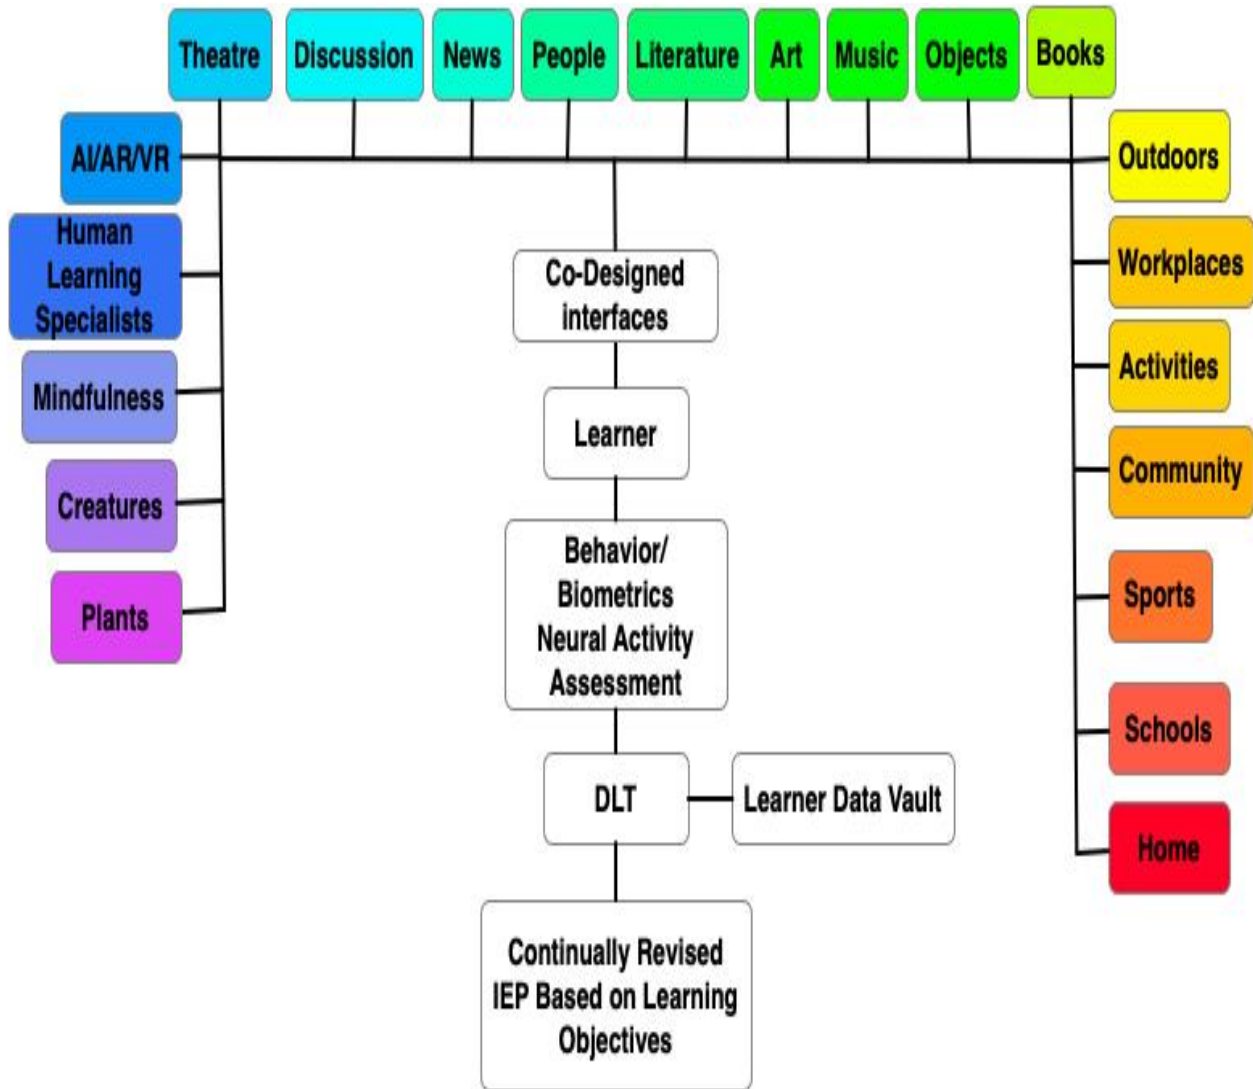 Theatre
Discussion
News
People
Literature
Art
Music
Objects
Books
AI/AR/VR
Human
Learning
Specialists
Mindfulness
Creatures
Plants
Co-Designed
interfaces
Learner
Behavior/
Biometrics
Neural Activity
Assessment
DLT
Learner Data Vault
Continually Revised
IEP Based on Learning
Objectives
Outdoors
Workplaces
Activities
Community
Sports
Schools
Home